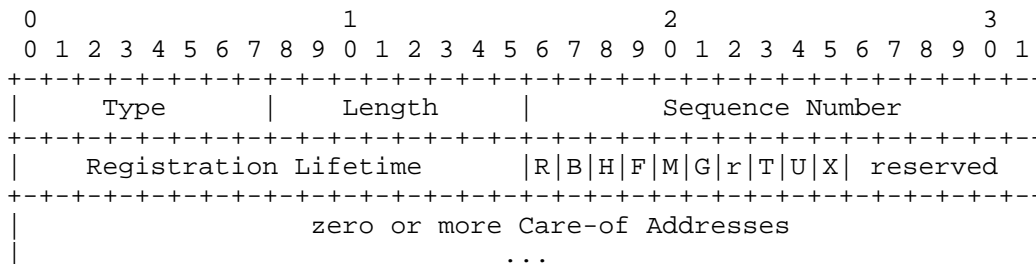 0                   1                   2                   3
 0 1 2 3 4 5 6 7 8 9 0 1 2 3 4 5 6 7 8 9 0 1 2 3 4 5 6 7 8 9 0 1
+-+-+-+-+-+-+-+-+-+-+-+-+-+-+-+-+-+-+-+-+-+-+-+-+-+-+-+-+-+-+-+-
|     Type      |    Length     |        Sequence Number
+-+-+-+-+-+-+-+-+-+-+-+-+-+-+-+-+-+-+-+-+-+-+-+-+-+-+-+-+-+-+-+-
|    Registration Lifetime      |R|B|H|F|M|G|r|T|U|X| reserved
+-+-+-+-+-+-+-+-+-+-+-+-+-+-+-+-+-+-+-+-+-+-+-+-+-+-+-+-+-+-+-+-
|                  zero or more Care-of Addresses
|                              ...